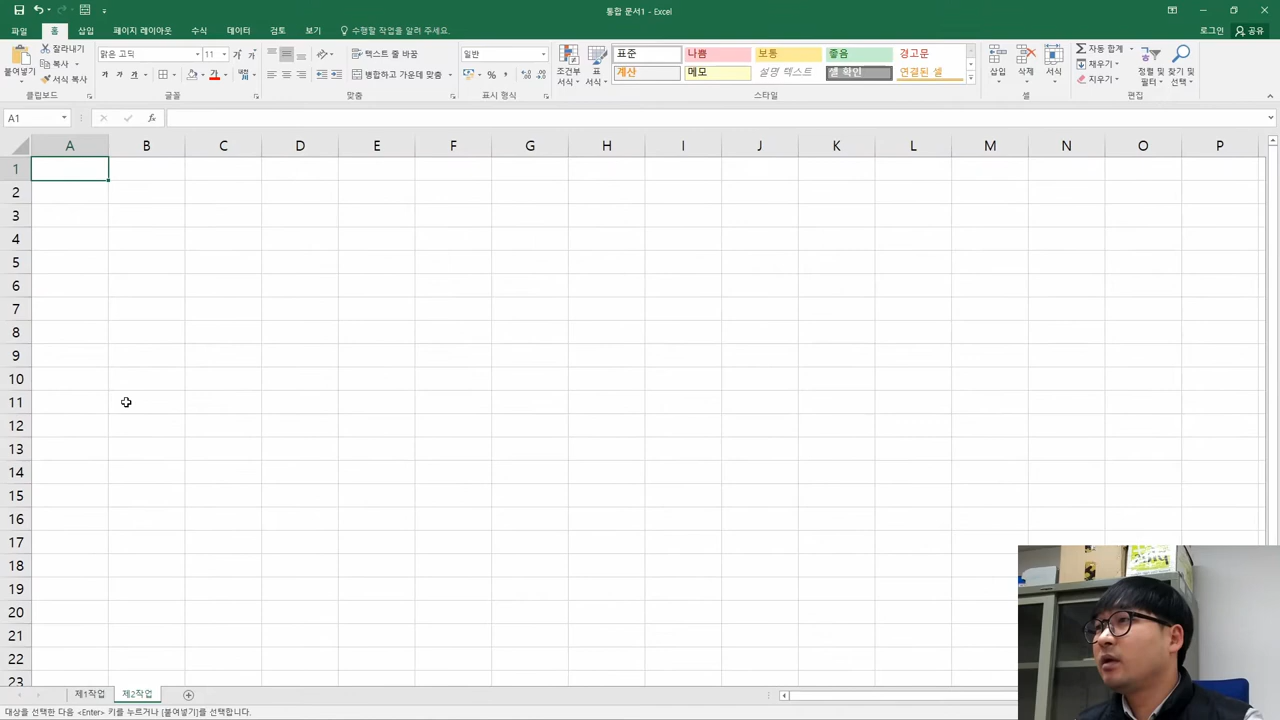 통합 문서1 - Excel
파일 홈 삽입 페이지 레이아웃 수식 데이터 검토 보기 수행할 작업을 알려 주세요. 로그인 공유
붙여넣기 잘라내기 복사 서식 복사
맑은 고딕 11 가 가 가 가 가
텍스트 줄 바꿈
병합하고 가운데 맞춤
일반
%
조건부 서식 표 서식
표준 나쁨 보통 좋음 경고문
계산 메모 설명 텍스트 셀 확인 연결된 셀
삽입 삭제 서식
자동 합계 채우기 지우기
정렬 및 필터 찾기 및 선택
클립보드 글꼴 맞춤 표시 형식 스타일 셀 편집
A1 fx
A B C D E F G H I J K L M N O P
1
2
3
4
5
6
7
8
9
10
11
12
13
14
15
16
17
18
19
20
21
22
23
제1작업 제2작업
대상을 선택한 다음 <Enter> 키를 누르거나 [붙여넣기]를 선택합니다.